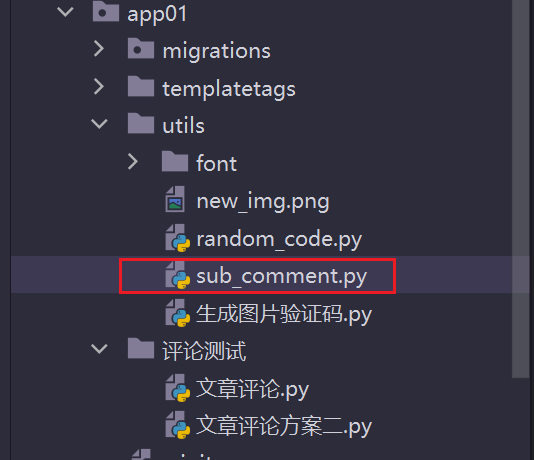 app01
migrations
templatetags
utils
font
new_img.png
random_code.py
sub_comment.py
生成图片验证码.py
评论测试
文章评论.py
文章评论方案二.py